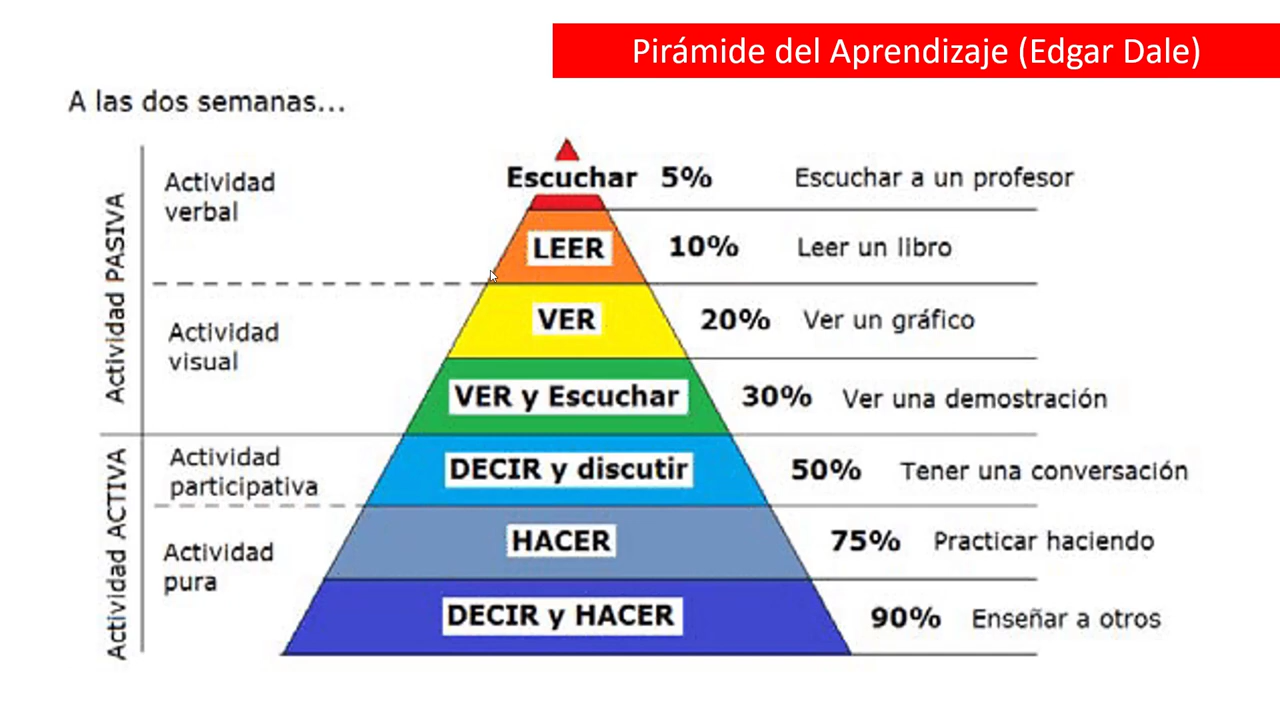 Pirámide del Aprendizaje (Edgar Dale)
A las dos semanas...
Actividad PASIVA
Actividad
verbal
Escuchar 5% Escuchar a un profesor
LEER 10% Leer un libro
Actividad
visual
VER 20% Ver un gráfico
VER y Escuchar 30% Ver una demostración
Actividad ACTIVA
Actividad
participativa
DECIR y discutir 50% Tener una conversación
Actividad
pura
HACER 75% Practicar haciendo
DECIR y HACER 90% Enseñar a otros